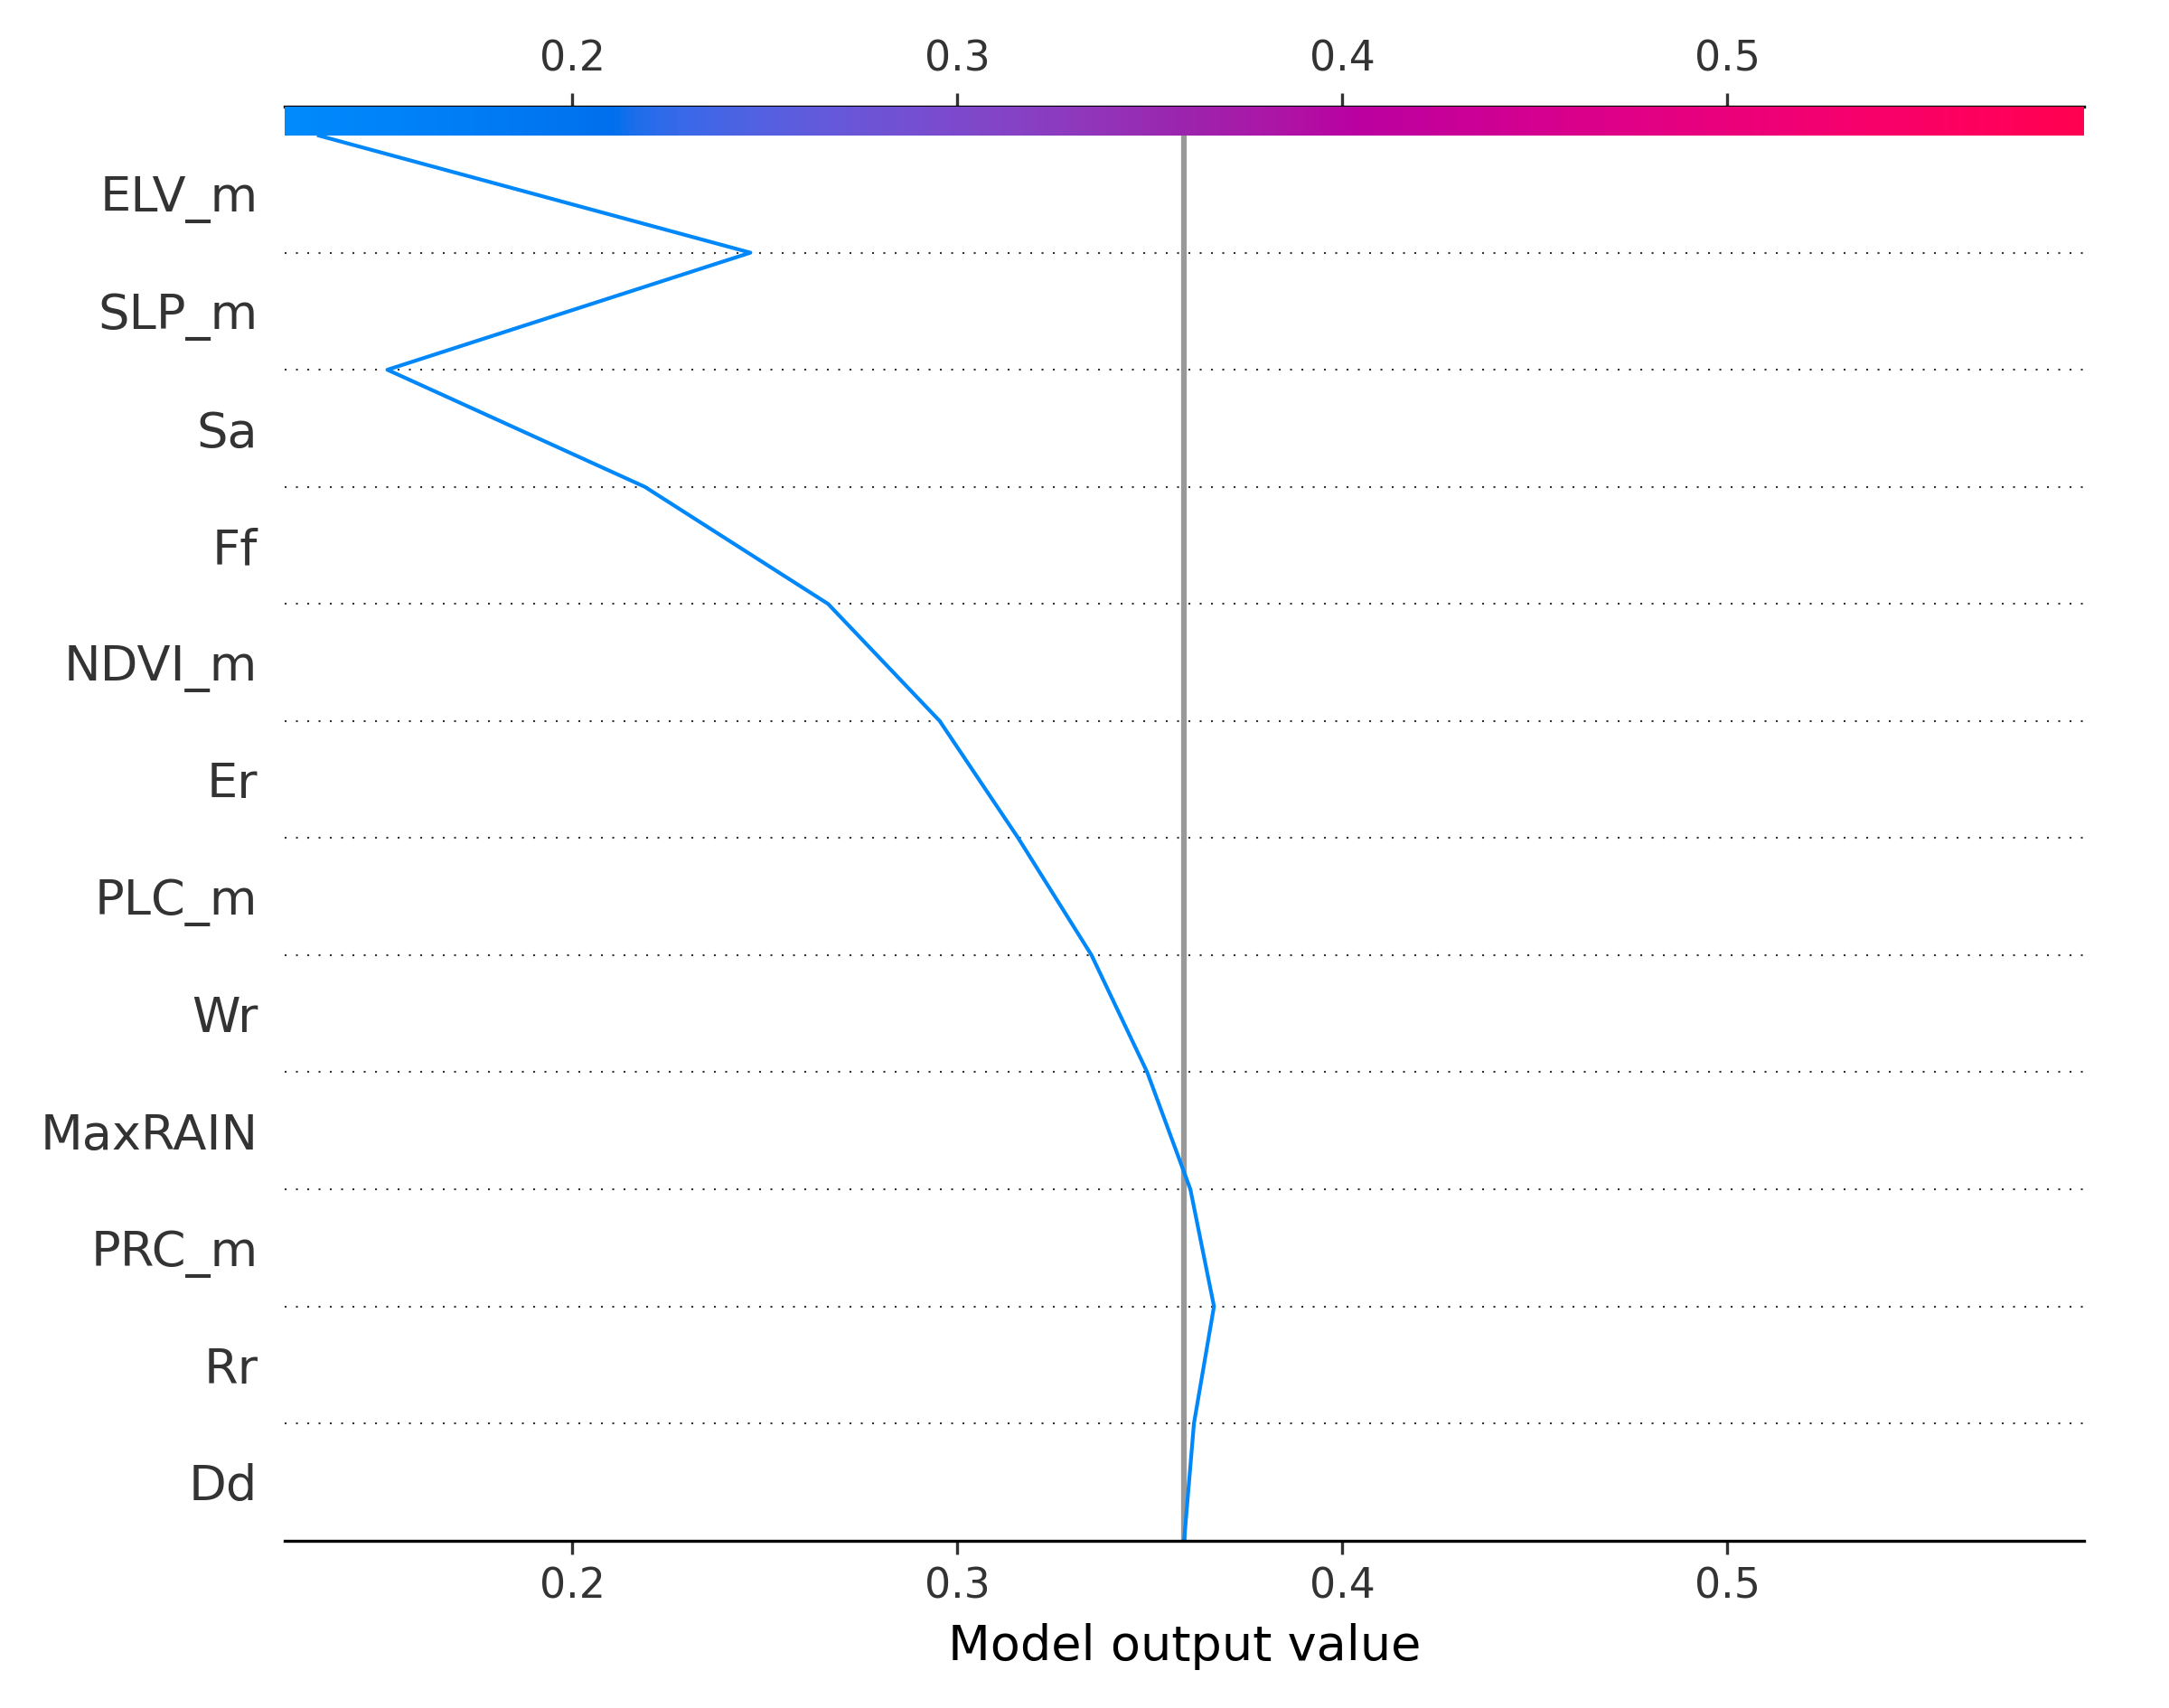 0.2 0.3 0.4 0.5
ELV_m
SLP_m
Sa
Ff
NDVI_m
Er
PLC_m
Wr
MaxRAIN
PRC_m
Rr
Dd
0.2 0.3 0.4 0.5
Model output value